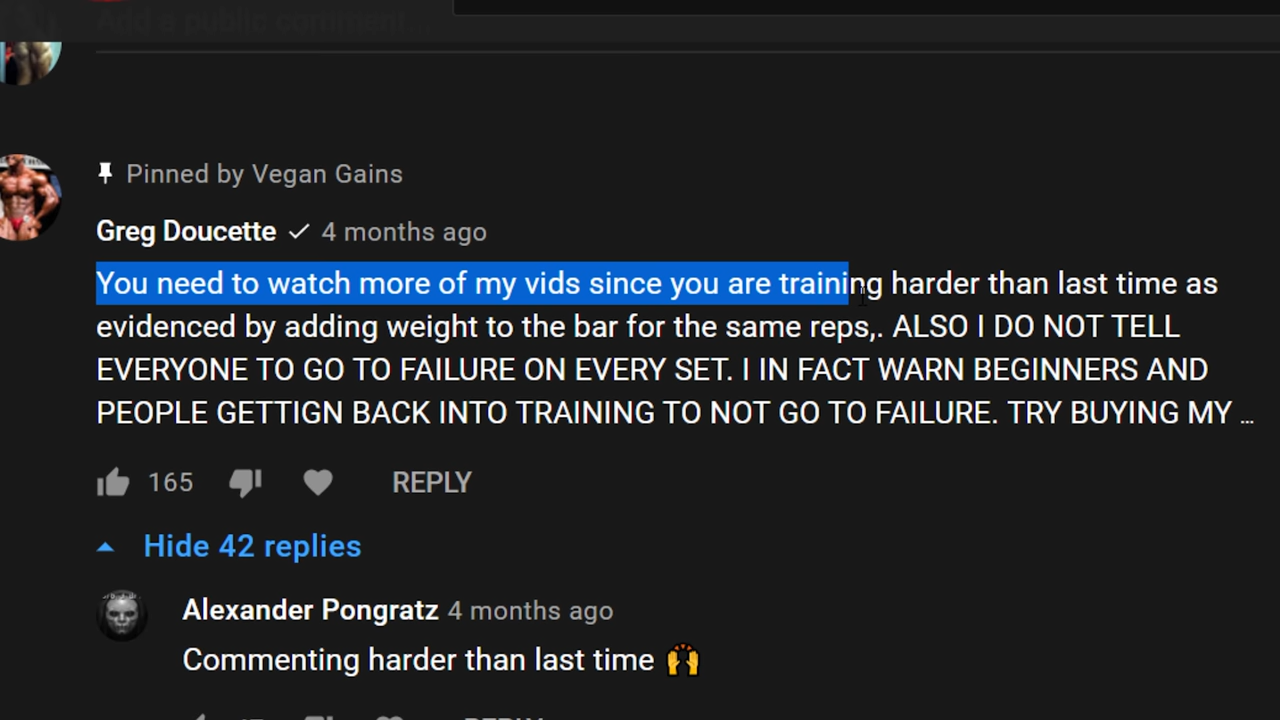 Add a public comment...
Pinned by Vegan Gains
Greg Doucette 4 months ago
You need to watch more of my vids since you are training harder than last time as
evidenced by adding weight to the bar for the same reps,. ALSO I DO NOT TELL
EVERYONE TO GO TO FAILURE ON EVERY SET. I IN FACT WARN BEGINNERS AND
PEOPLE GETTIGN BACK INTO TRAINING TO NOT GO TO FAILURE. TRY BUYING MY ...
165 REPLY
Hide 42 replies
Alexander Pongratz 4 months ago
Commenting harder than last time 🙌
REPLY